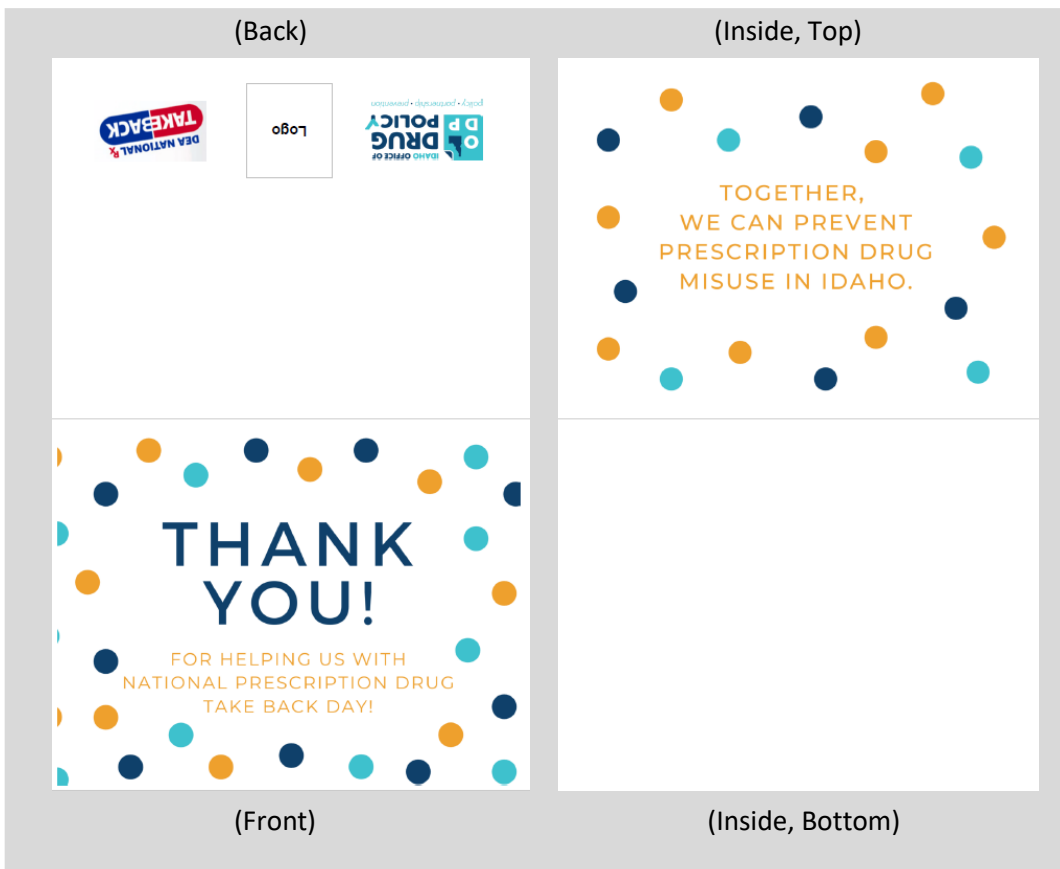 (Back)
(Inside, Top)
DEA NATIONAL Rx
TAKEBACK
Logo
IDAHO OFFICE OF
DRUG
POLICY
ODP
policy • partnership • prevention
TOGETHER,
WE CAN PREVENT
PRESCRIPTION DRUG
MISUSE IN IDAHO.
THANK
YOU!
FOR HELPING US WITH
NATIONAL PRESCRIPTION DRUG
TAKE BACK DAY!
(Front)
(Inside, Bottom)